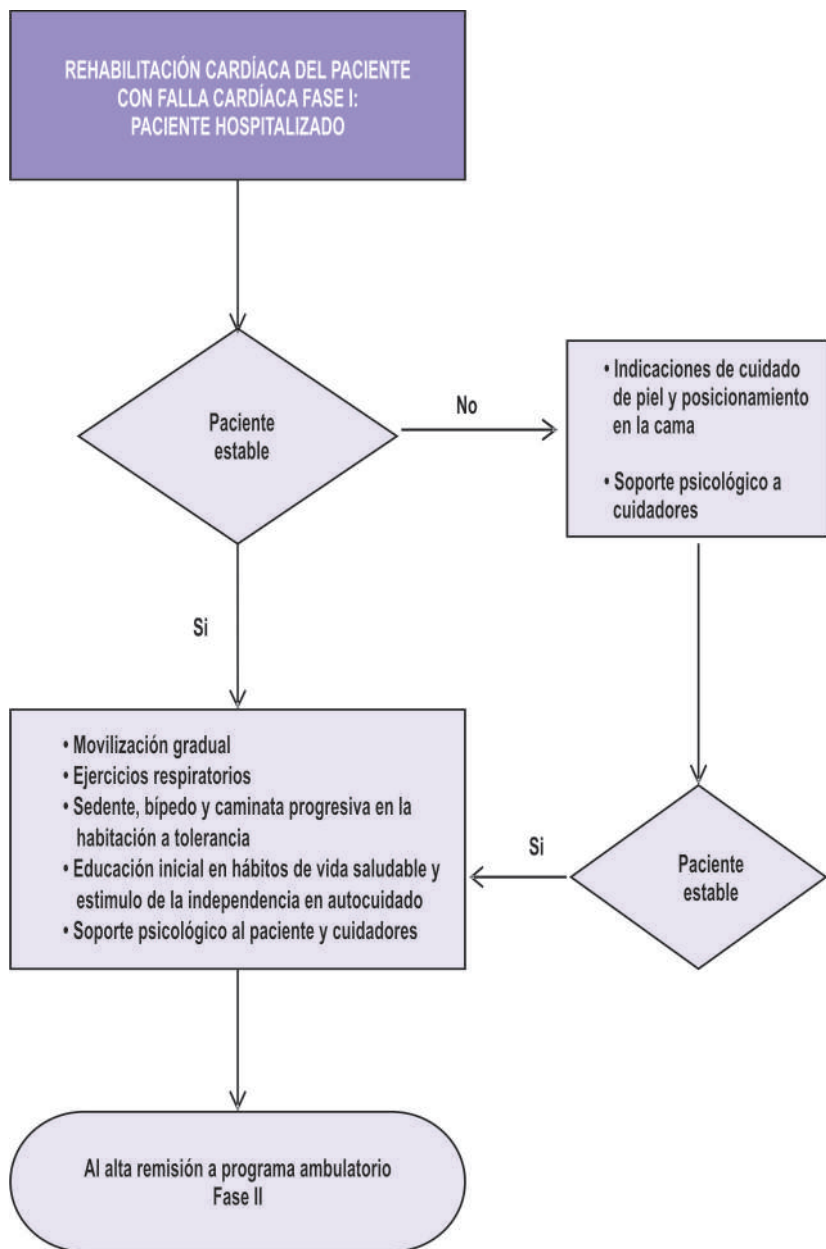 REHABILITACIÓN CARDÍACA DEL PACIENTE
CON FALLA CARDÍACA FASE I:
PACIENTE HOSPITALIZADO
Paciente
estable
No
• Indicaciones de cuidado
de piel y posicionamiento
en la cama
• Soporte psicológico a
cuidadores
Si
• Movilización gradual
• Ejercicios respiratorios
• Sedente, bípedo y caminata progresiva en la
habitación a tolerancia
• Educación inicial en hábitos de vida saludable y
estimulo de la independencia en autocuidado
• Soporte psicológico al paciente y cuidadores
Si
Paciente
estable
Al alta remisión a programa ambulatorio
Fase II